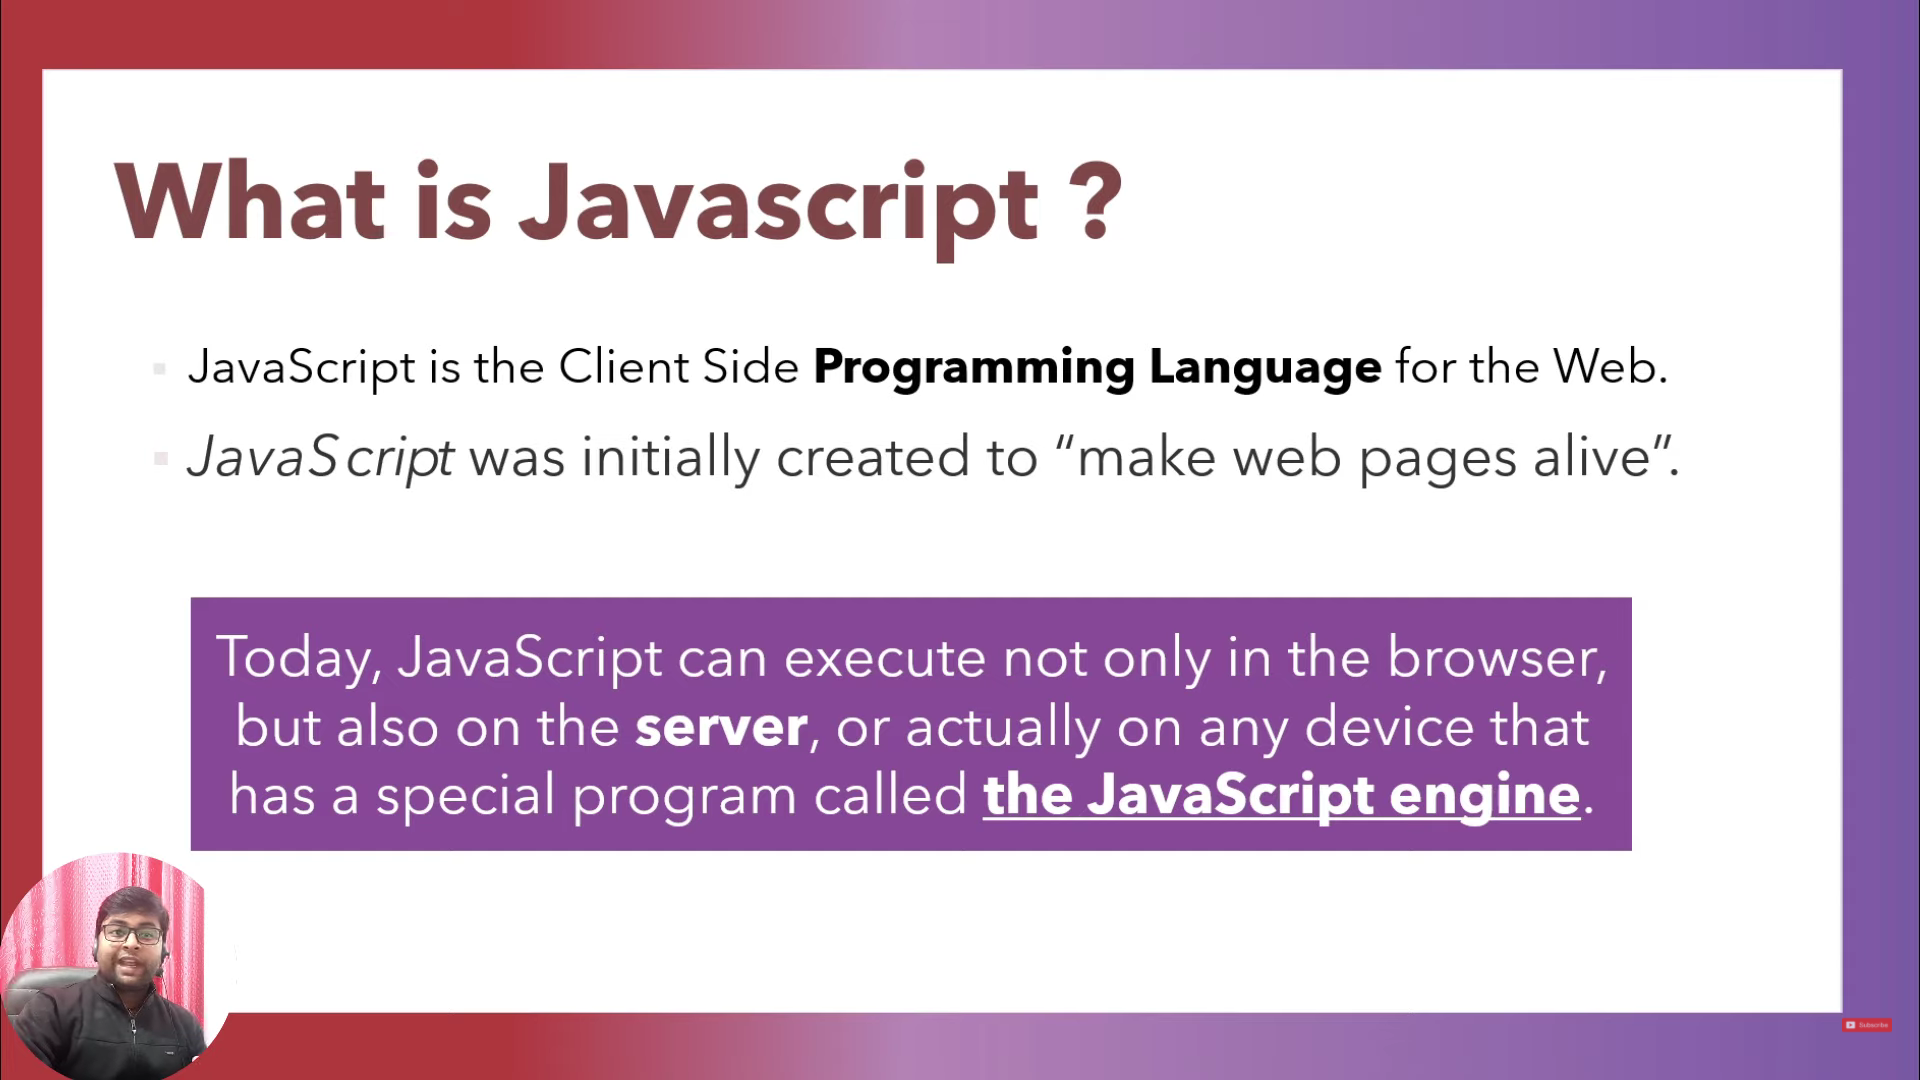 What is Javascript ?
JavaScript is the Client Side Programming Language for the Web.
JavaScript was initially created to “make web pages alive”.
Today, JavaScript can execute not only in the browser,
but also on the server, or actually on any device that
has a special program called the JavaScript engine.
Subscribe